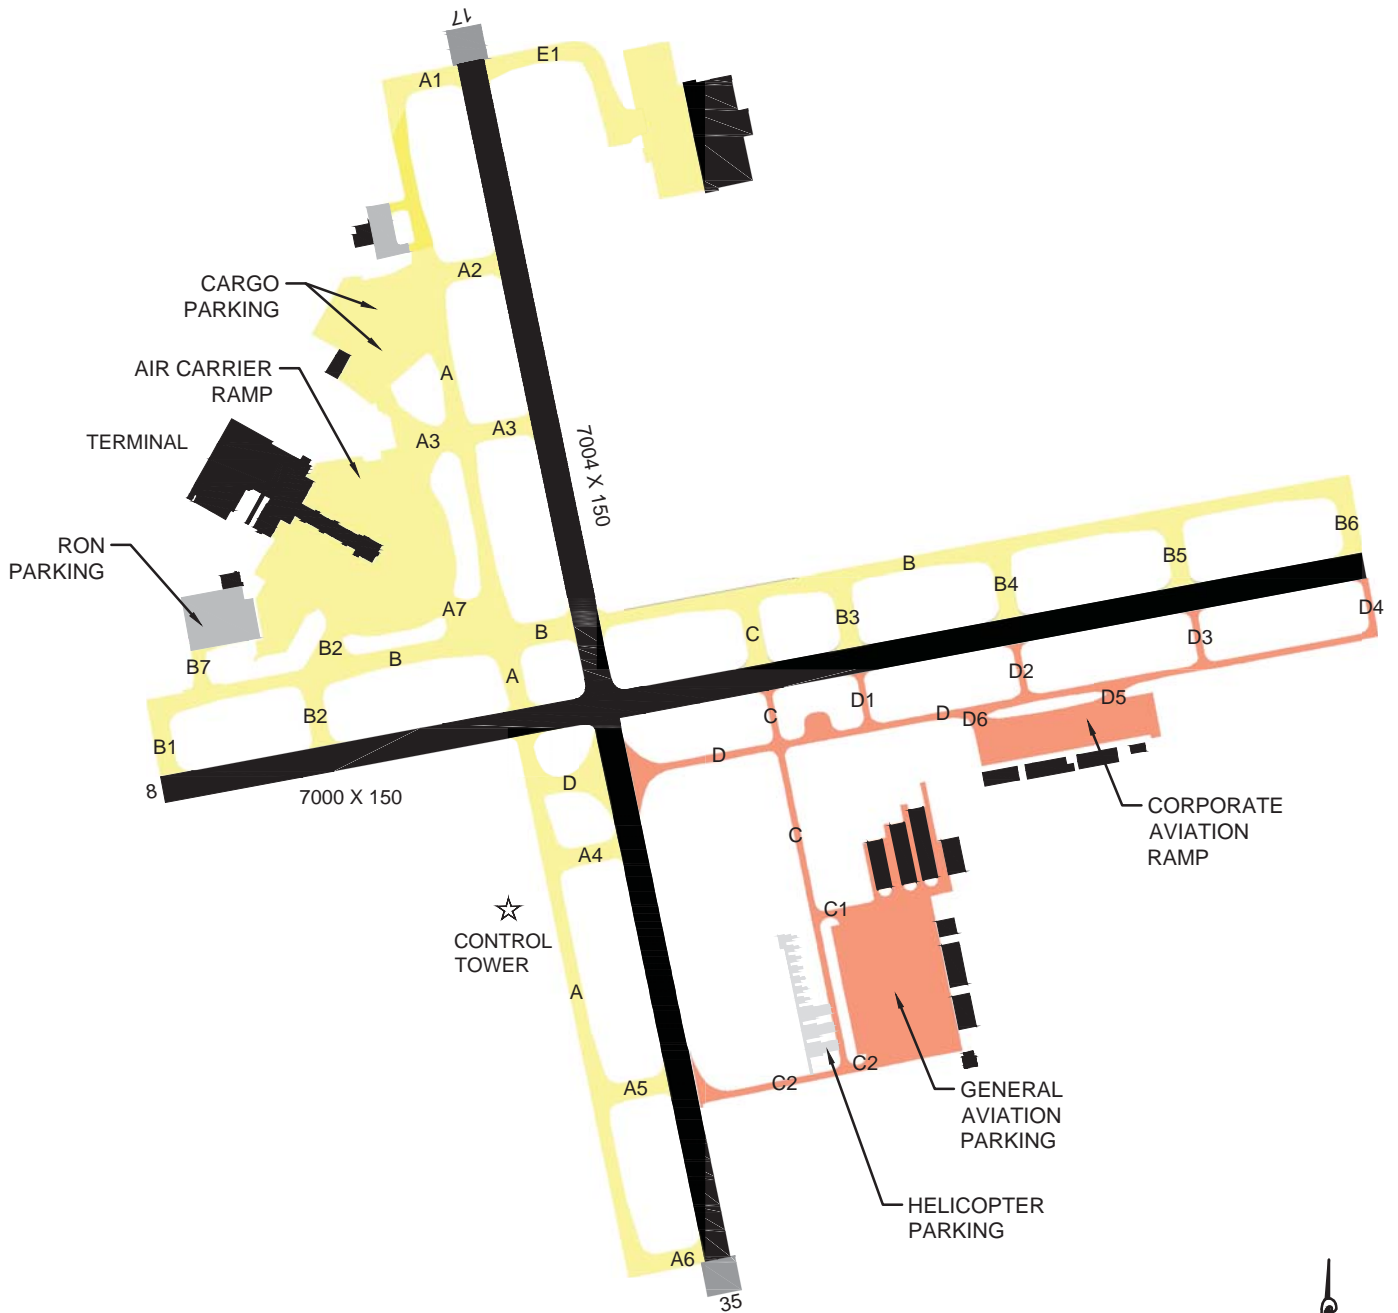 17
E1
A1
A2
CARGO
PARKING
AIR CARRIER
RAMP
A
TERMINAL
A3
A3
7004 X 150
RON
PARKING
B6
B
B5
B4
A7
B3
D4
B
C
D3
B2
B
B7
A
D2
D5
B2
C
D1
D
D6
B1
D
8
7000 X 150
D
CORPORATE
AVIATION
RAMP
C
A4
C1
CONTROL
TOWER
A
C2
C2
A5
GENERAL
AVIATION
PARKING
HELICOPTER
PARKING
A6
35